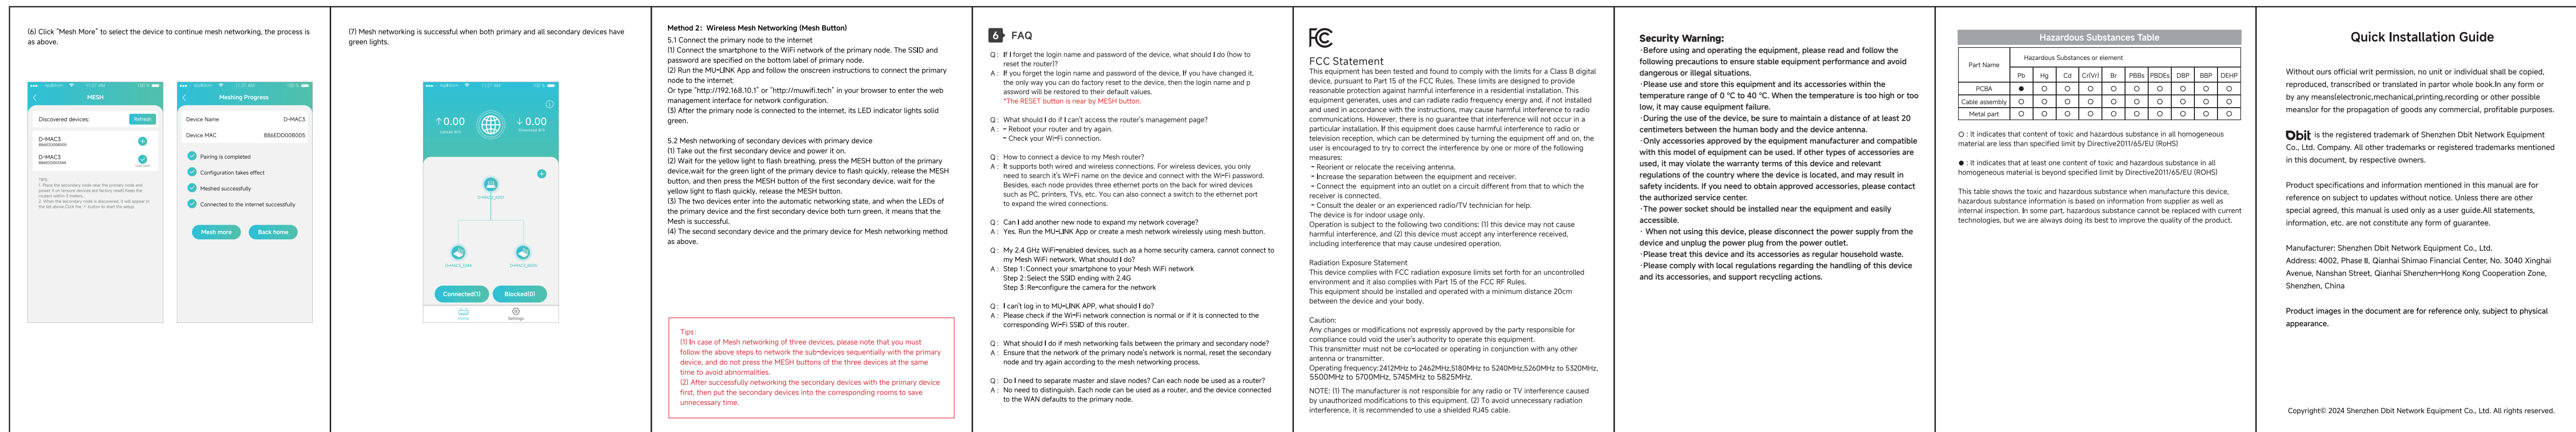 (6) Click "Mesh More" to select the device to continue mesh networking, the process is
as above.
MESH
Discovered devices:
Refresh
D-MAC3
D-MAC3
TIPS:
1. Place the secondary node near the primary node and
2. When the secondary node is discovered, it will appear in
the list above.Click the '+' button to start the setup.
Meshing Progress
Device Name D-MAC3
Device MAC B86EDD00B005
Pairing is completed
Configuration takes effect
Meshed successfully
Connected to the internet successfully
Mesh more
Back home
(7) Mesh networking is successful when both primary and all secondary devices have
green lights.
↑0.00
↓0.00
Connected(1)
Blocked(0)
Home
Settings
Method 2: Wireless Mesh Networking (Mesh Button)
5.1 Connect the primary node to the internet
(1) Connect the smartphone to the WiFi network of the primary node. The SSID and
password are specified on the bottom label of primary node.
(2) Run the MU-LINK App and follow the onscreen instructions to connect the primary
node to the internet;
Or type "http://192.168.10.1" or "http://muwifi.tech" in your browser to enter the web
management interface for network configuration.
(3) After the primary node is connected to the internet, its LED indicator lights solid
green.
5.2 Mesh networking of secondary devices with primary device
(1) Take out the first secondary device and power it on.
(2) Wait for the yellow light to flash breathing, press the MESH button of the primary
device,wait for the green light of the primary device to flash quickly, release the MESH
button, and then press the MESH button of the first secondary device, wait for the
yellow light to flash quickly, release the MESH button.
(3) The two devices enter into the automatic networking state, and when the LEDs of
the primary device and the first secondary device both turn green, it means that the
Mesh is successful.
(4) The second secondary device and the primary device for Mesh networking method
as above.
Tips:
(1) In case of Mesh networking of three devices, please note that you must
follow the above steps to network the sub-devices sequentially with the primary
device, and do not press the MESH buttons of the three devices at the same
time to avoid abnormalities.
(2) After successfully networking the secondary devices with the primary device
first, then put the secondary devices into the corresponding rooms to save
unnecessary time.
6 FAQ
Q: If I forget the login name and password of the device, what should I do (how to
reset the router)?
A: If you forget the login name and password of the device, If you have changed it,
the only way you can do factory reset to the device, then the login name and p
assword will be restored to their default values.
*The RESET button is near by MESH button.
Q: What should I do if I can't access the router's management page?
A: - Reboot your router and try again.
- Check your Wi-Fi connection.
Q: How to connect a device to my Mesh router?
A: It supports both wired and wireless connections. For wireless devices, you only
need to search it's Wi-Fi name on the device and connect with the Wi-Fi password.
Besides, each node provides three ethernet ports on the back for wired devices
such as PC, printers, TVs, etc. You can also connect a switch to the ethernet port
to expand the wired connections.
Q: Can I add another new node to expand my network coverage?
A: Yes, Run the MU-LINK App or create a mesh network wirelessly using mesh button.
Q: My 2.4 GHz WiFi-enabled devices, such as a home security camera, cannot connect to
my Mesh WiFi network. What should I do?
A: Step 1:Connect your smartphone to your Mesh WiFi network
Step 2:Select the SSID ending with 2.4G
Step 3:Re-configure the camera for the network
Q: I can't log in to MU-LINK APP, what should I do?
A: Please check if the Wi-Fi network connection is normal or if it is connected to the
corresponding Wi-Fi SSID of this router.
Q: What should I do if mesh networking fails between the primary and secondary node?
A: Ensure that the network of the primary node's network is normal, reset the secondary
node and try again according to the mesh networking process.
Q: Do I need to separate master and slave nodes? Can each node be used as a router?
A: No need to distinguish. Each node can be used as a router, and the device connected
to the WAN defaults to the primary node.
FC
FCC Statement
This equipment has been tested and found to comply with the limits for a Class B digital
device, pursuant to Part 15 of the FCC Rules. These limits are designed to provide
reasonable protection against harmful interference in a residential installation. This
equipment generates, uses and can radiate radio frequency energy and, if not installed
and used in accordance with the instructions, may cause harmful interference to radio
communications. However, there is no guarantee that interference will not occur in a
particular installation. If this equipment does cause harmful interference to radio or
television reception, which can be determined by turning the equipment off and on, the
user is encouraged to try to correct the interference by one or more of the following
measures:
- Reorient or relocate the receiving antenna.
- Increase the separation between the equipment and receiver.
- Connect the equipment into an outlet on a circuit different from that to which the
receiver is connected.
- Consult the dealer or an experienced radio/TV technician for help.
The device is for indoor usage only.
Operation is subject to the following two conditions: (1) this device may not cause
harmful interference, and (2) this device must accept any interference received,
including interference that may cause undesired operation.
Radiation Exposure Statement
This device complies with FCC radiation exposure limits set forth for an uncontrolled
environment and it also complies with Part 15 of the FCC RF Rules.
This equipment should be installed and operated with a minimum distance 20cm
between the device and your body.
Caution:
Any changes or modifications not expressly approved by the party responsible for
compliance could void the user's authority to operate this equipment.
This transmitter must not be co-located or operating in conjunction with any other
antenna or transmitter.
Operating frequency:2412MHz to 2462MHz,5180MHz to 5240MHz,5260MHz to 5320MHz,
5500MHz to 5700MHz, 5745MHz to 5825MHz.
NOTE: (1) The manufacturer is not responsible for any radio or TV interference caused
by unauthorized modifications to this equipment. (2) To avoid unnecessary radiation
interference, it is recommended to use a shielded RJ45 cable.
Security Warning:
·Before using and operating the equipment, please read and follow the
following precautions to ensure stable equipment performance and avoid
dangerous or illegal situations.
·Please use and store this equipment and its accessories within the
temperature range of 0 °C to 40 °C. When the temperature is too high or too
low, it may cause equipment failure.
·During the use of the device, be sure to maintain a distance of at least 20
centimeters between the human body and the device antenna.
·Only accessories approved by the equipment manufacturer and compatible
with this model of equipment can be used. If other types of accessories are
used, it may violate the warranty terms of this device and relevant
regulations of the country where the device is located, and may result in
safety incidents. If you need to obtain approved accessories, please contact
the authorized service center.
·The power socket should be installed near the equipment and easily
accessible.
· When not using this device, please disconnect the power supply from the
device and unplug the power plug from the power outlet.
·Please treat this device and its accessories as regular household waste.
·Please comply with local regulations regarding the handling of this device
and its accessories, and support recycling actions.
Hazardous Substances Table
Part Name Hazardous Substances or element
Pb Hg Cd Cr(VI) Br PBBs PBDEs DBP BBP DEHP
PCBA ● ○ ○ ○ ○ ○ ○ ○ ○ ○
Cable assembly ○ ○ ○ ○ ○ ○ ○ ○ ○ ○
Metal part ○ ○ ○ ○ ○ ○ ○ ○ ○ ○
○ : It indicates that content of toxic and hazardous substance in all homogeneous
material are less than specified limit by Directive2011/65/EU (RoHS)
● : It indicates that at least one content of toxic and hazardous substance in all
homogeneous material is beyond specified limit by Directive2011/65/EU (ROHS)
This table shows the toxic and hazardous substance when manufacture this device,
hazardous substance information is based on information from supplier as well as
internal inspection. In some part, hazardous substance cannot be replaced with current
technologies, but we are always doing its best to improve the quality of the product.
Quick Installation Guide
Without ours official writ permission, no unit or individual shall be copied,
reproduced, transcribed or translated in partor whole book.In any form or
by any means(electronic,mechanical,printing,recording or other possible
means)or for the propagation of goods any commercial, profitable purposes.
Dbit is the registered trademark of Shenzhen Dbit Network Equipment
Co., Ltd. Company. All other trademarks or registered trademarks mentioned
in this document, by respective owners.
Product specifications and information mentioned in this manual are for
reference on subject to updates without notice. Unless there are other
special agreed, this manual is used only as a user guide.All statements,
information, etc. are not constitute any form of guarantee.
Manufacturer: Shenzhen Dbit Network Equipment Co., Ltd.
Address: 4002, Phase II, Qianhai Shimao Financial Center, No. 3040 Xinghai
Avenue, Nanshan Street, Qianhai Shenzhen-Hong Kong Cooperation Zone,
Shenzhen, China
Product images in the document are for reference only, subject to physical
appearance.
Copyright© 2024 Shenzhen Dbit Network Equipment Co., Ltd. All rights reserved.